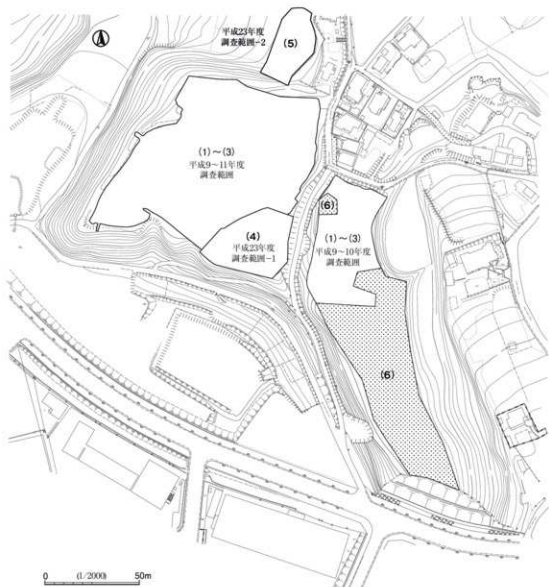 平成23年度
調査範囲-2
(5)
(1)~(3)
平成9~11年度
調査範囲
(6)
(4)
平成23年度
調査範囲-1
(1)~(3)
平成9~10年度
調査範囲
(6)
0 (1/2000) 50m